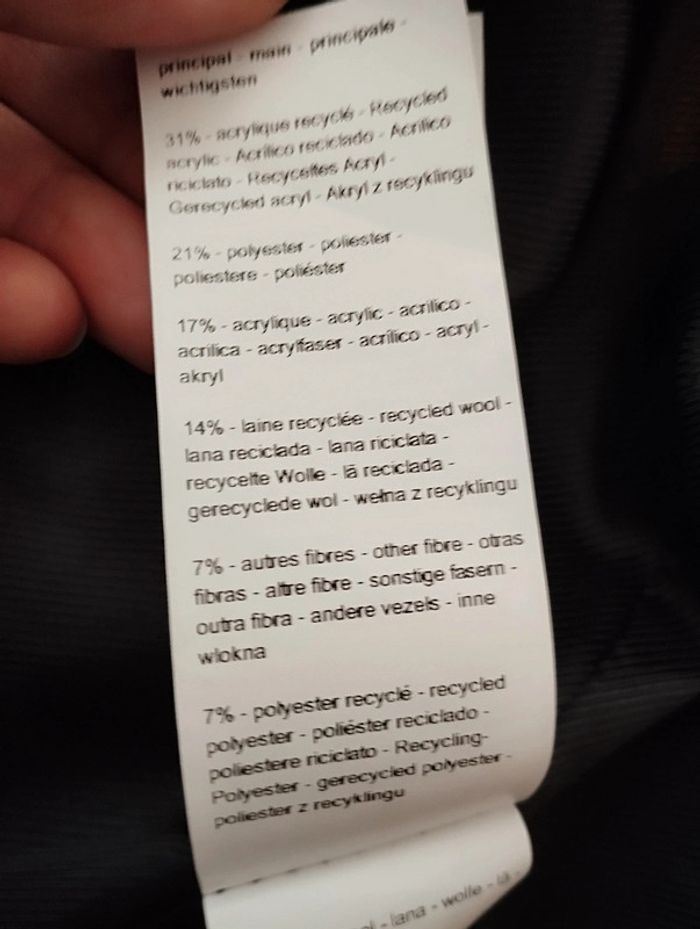 principal - main - principale -
wichtigsten
31% - acrylique recyclé - Recycled
acrylic - Acrílico reciclado - Acrilico
riciclato - Recyceltes Acryl -
Gerecycled acryl - Akryl z recyklingu
21% - polyester - poliester -
poliestere - poliéster
17% - acrylique - acrylic - acrilico -
acrilica - acrylfaser - acrílico - acryl -
akryl
14% - laine recyclée - recycled wool -
lana reciclada - lana riciclata -
recycelte Wolle - lã reciclada -
gerecyclede wol - wełna z recyklingu
7% - autres fibres - other fibre - otras
fibras - altre fibre - sonstige fasern -
outra fibra - andere vezels - inne
wlokna
7% - polyester recyclé - recycled
polyester - poliéster reciclado -
poliestere riciclato - Recycling-
Polyester - gerecycled polyester -
poliester z recyklingu
- lana - wolle - lã -